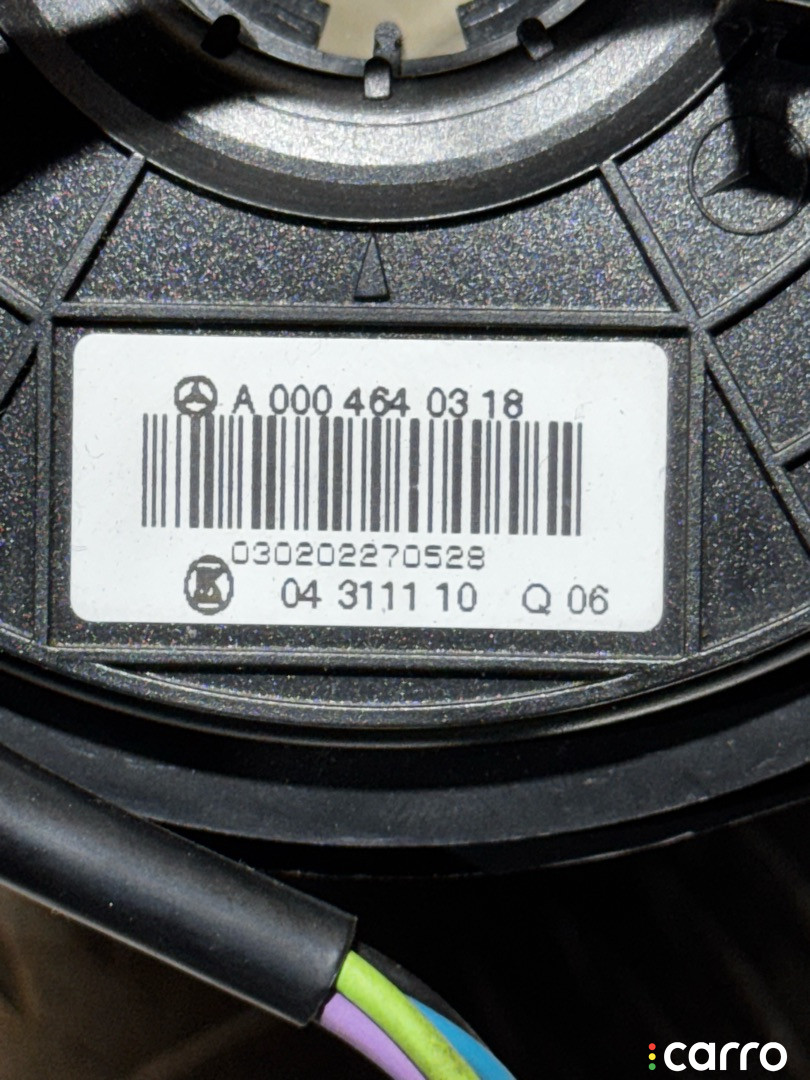 A 000 464 03 18
030202270528
04 3111 10 Q 06
carro